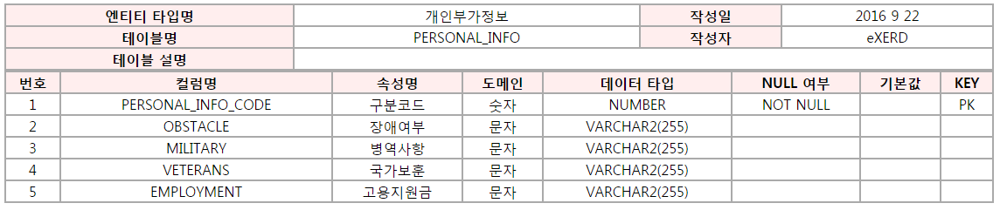 엔티티 타입명 개인부가정보 작성일 2016 9 22
테이블명 PERSONAL_INFO 작성자 eXERD
테이블 설명
번호 컬럼명 속성명 도메인 데이터 타입 NULL 여부 기본값 KEY
1 PERSONAL_INFO_CODE 구분코드 숫자 NUMBER NOT NULL PK
2 OBSTACLE 장애여부 문자 VARCHAR2(255)
3 MILITARY 병역사항 문자 VARCHAR2(255)
4 VETERANS 국가보훈 문자 VARCHAR2(255)
5 EMPLOYMENT 고용지원금 문자 VARCHAR2(255)